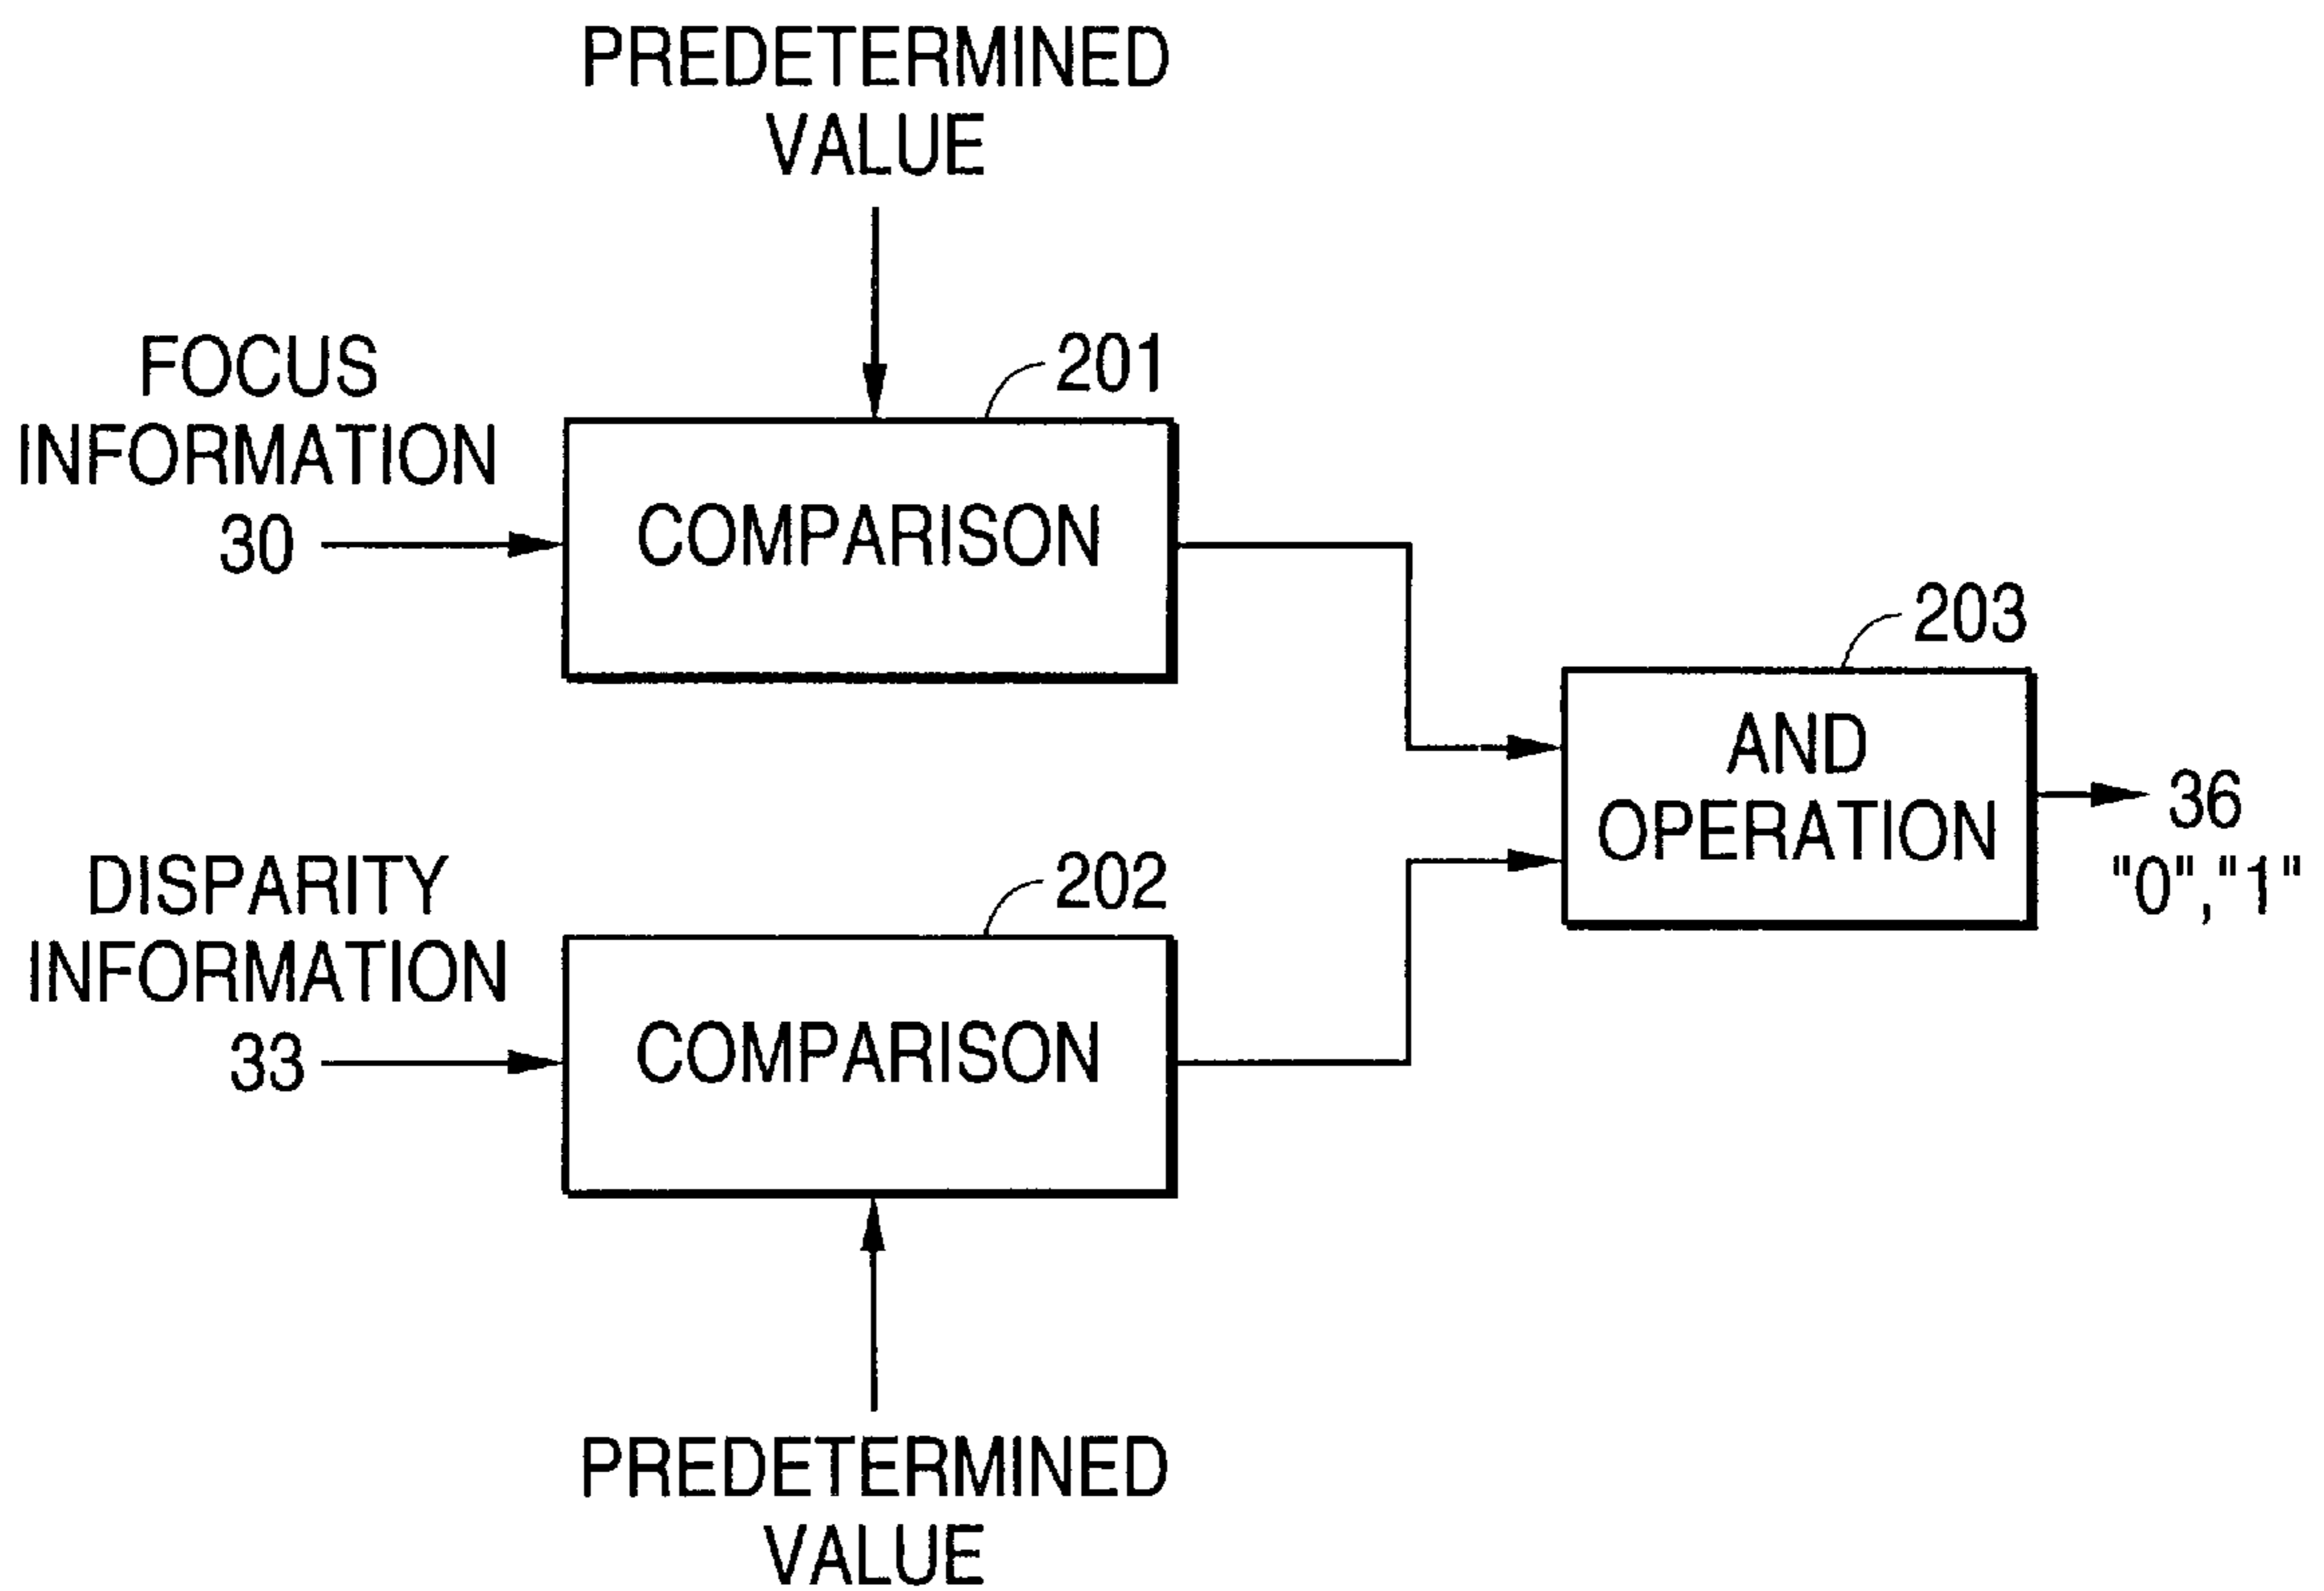 PREDETERMINED
VALUE
201
FOCUS
INFORMATION
30
COMPARISON
203
AND
OPERATION
36
"0","1"
202
DISPARITY
INFORMATION
33
COMPARISON
PREDETERMINED
VALUE